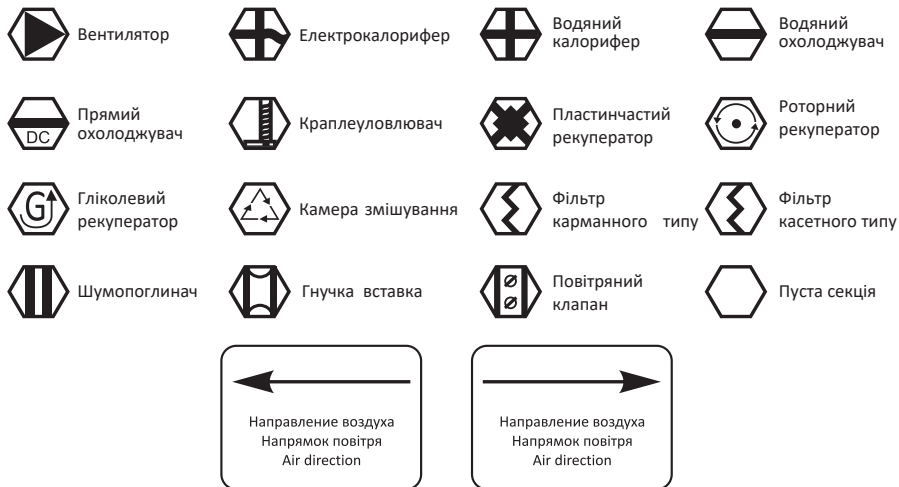 Вентилятор
Електрокалорифер
Водяний
калорифер
Водяний
охолоджувач
DC
Прямий
охолоджувач
Краплеуловлювач
Пластинчастий
рекуператор
Роторний
рекуператор
G
Гліколевий
рекуператор
Камера змішування
Фільтр
карманного типу
Фільтр
касетного типу
Шумопоглинач
Гнучка вставка
Повітряний
клапан
Пуста секція
Направление воздуха
Напрямок повітря
Air direction
Направление воздуха
Напрямок повітря
Air direction